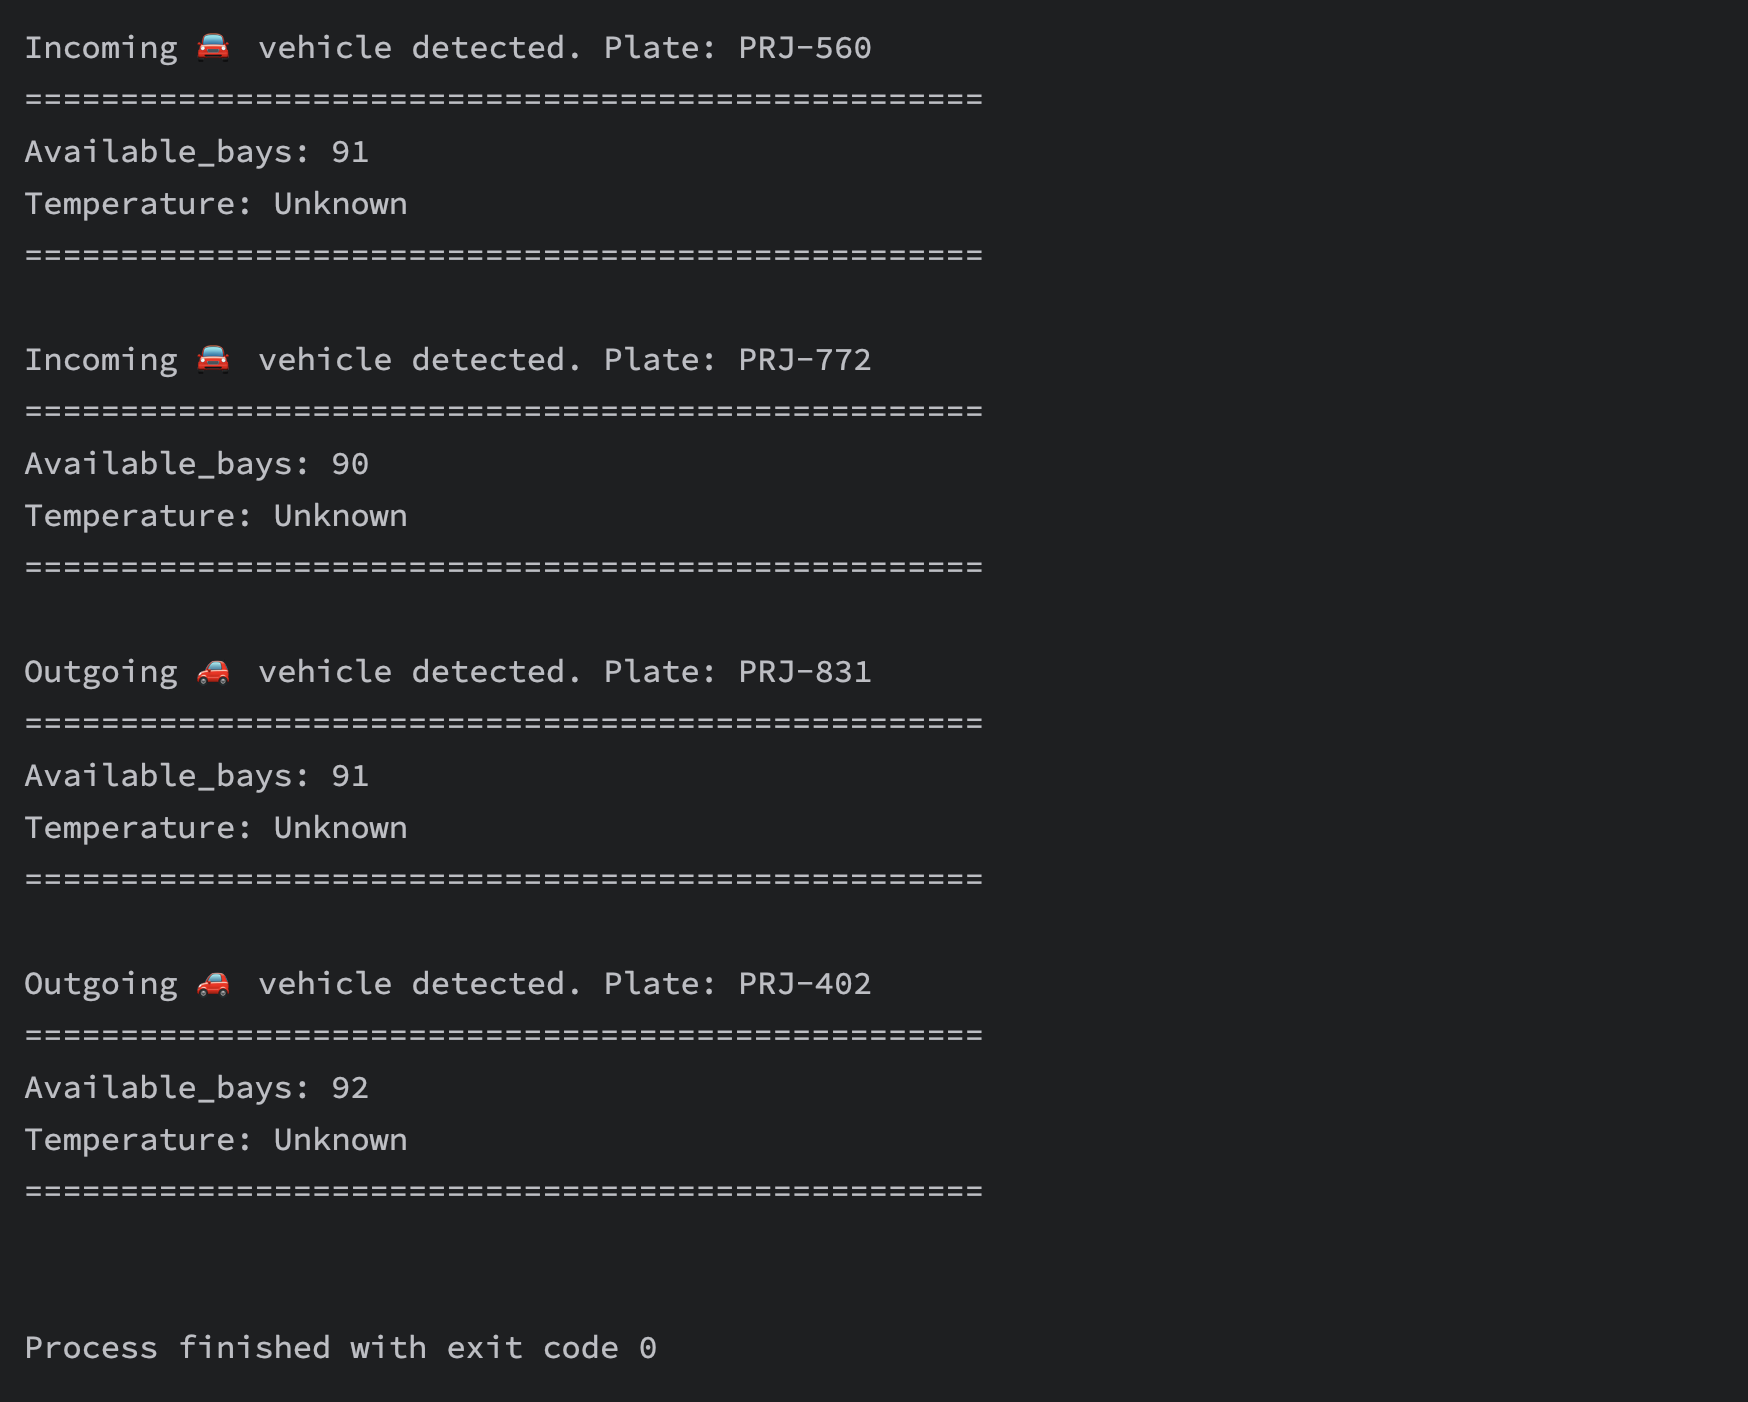 Incoming 🚘 vehicle detected. Plate: PRJ-560
==================================================
Available_bays: 91
Temperature: Unknown
==================================================
Incoming 🚘 vehicle detected. Plate: PRJ-772
==================================================
Available_bays: 90
Temperature: Unknown
==================================================
Outgoing 🚗 vehicle detected. Plate: PRJ-831
==================================================
Available_bays: 91
Temperature: Unknown
==================================================
Outgoing 🚗 vehicle detected. Plate: PRJ-402
==================================================
Available_bays: 92
Temperature: Unknown
==================================================
Process finished with exit code 0